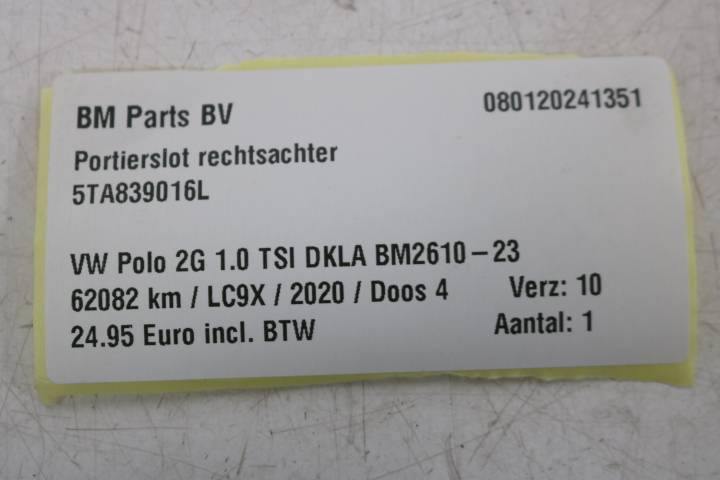 BM Parts BV 080120241351
Portierslot rechtsachter
5TA839016L
VW Polo 2G 1.0 TSI DKLA BM2610-23
62082 km / LC9X / 2020 / Doos 4 Verz: 10
24.95 Euro incl. BTW Aantal: 1